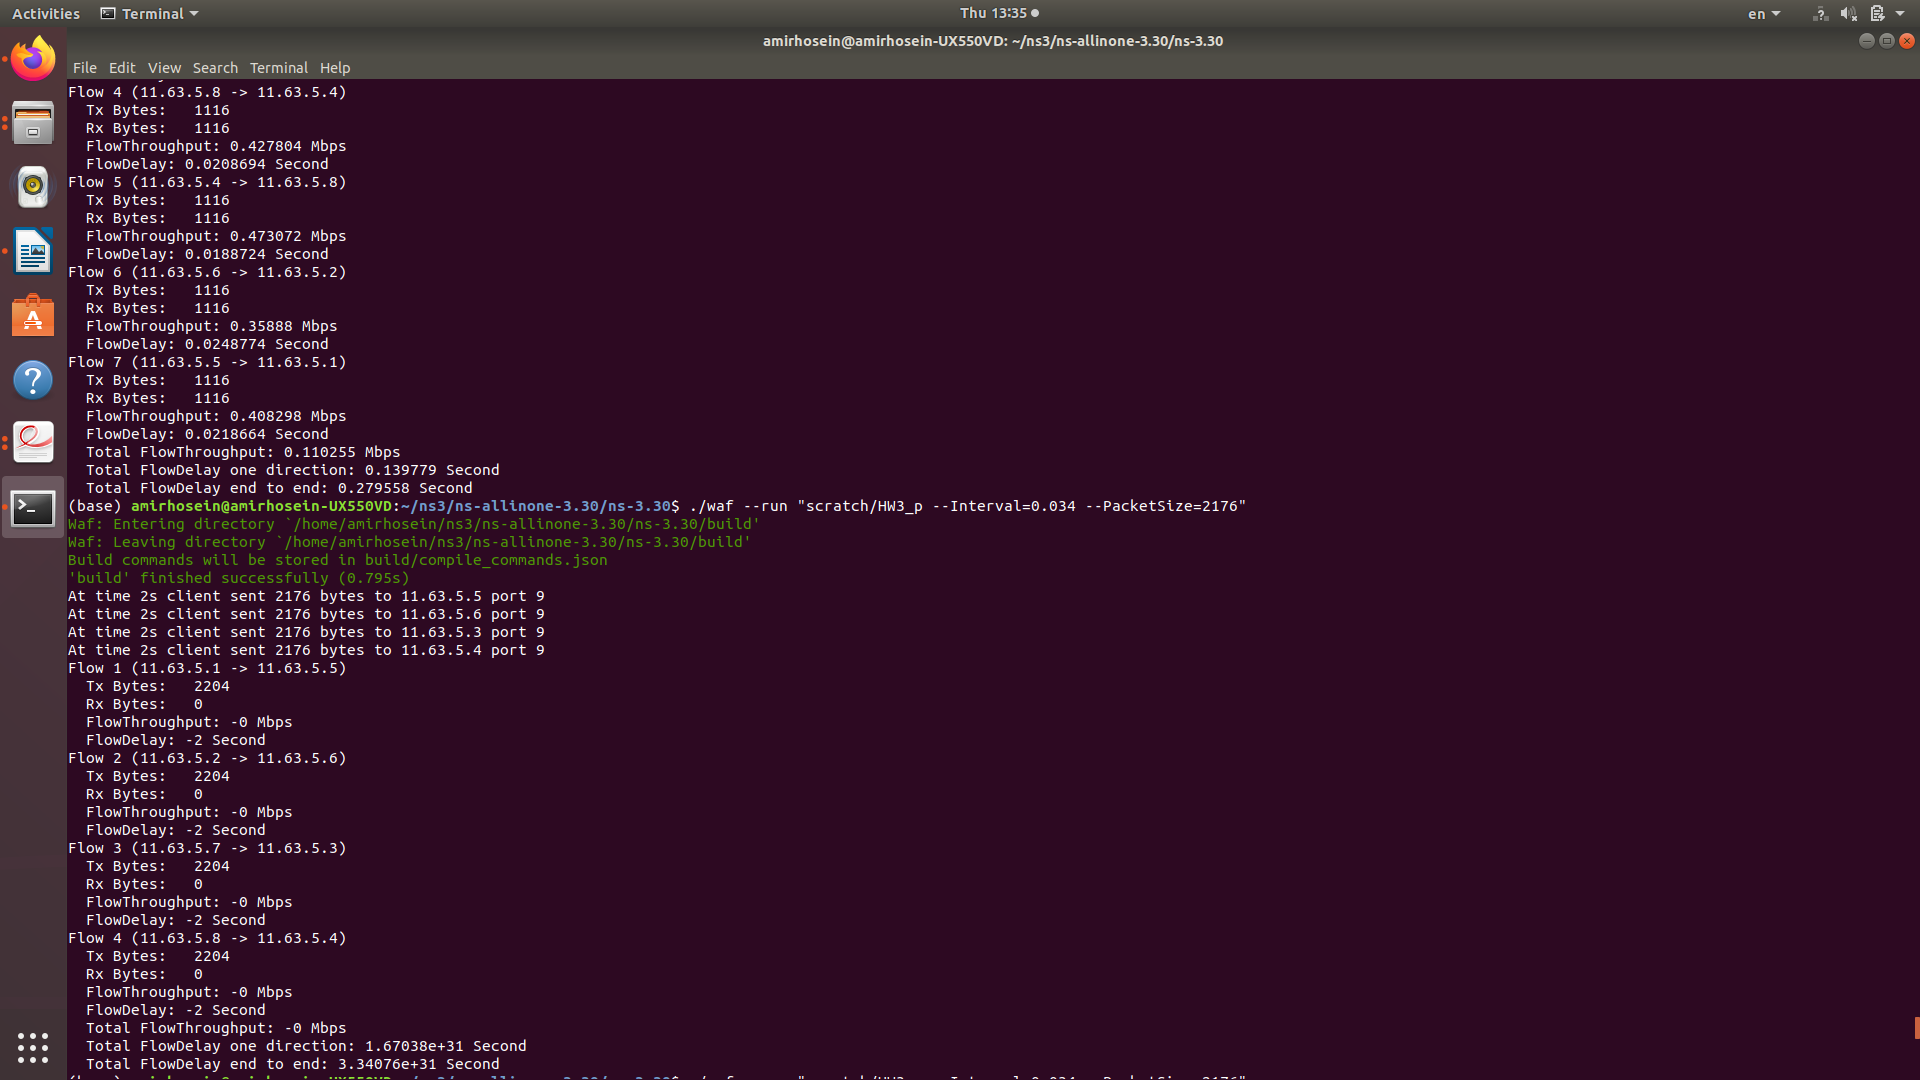 Activities Terminal Thu 13:35 en
amirhosein@amirhosein-UX550VD: ~/ns3/ns-allinone-3.30/ns-3.30
File Edit View Search Terminal Help
Flow 4 (11.63.5.8 -> 11.63.5.4)
  Tx Bytes:   1116
  Rx Bytes:   1116
  FlowThroughput: 0.427804 Mbps
  FlowDelay: 0.0208694 Second
Flow 5 (11.63.5.4 -> 11.63.5.8)
  Tx Bytes:   1116
  Rx Bytes:   1116
  FlowThroughput: 0.473072 Mbps
  FlowDelay: 0.0188724 Second
Flow 6 (11.63.5.6 -> 11.63.5.2)
  Tx Bytes:   1116
  Rx Bytes:   1116
  FlowThroughput: 0.35888 Mbps
  FlowDelay: 0.0248774 Second
Flow 7 (11.63.5.5 -> 11.63.5.1)
  Tx Bytes:   1116
  Rx Bytes:   1116
  FlowThroughput: 0.408298 Mbps
  FlowDelay: 0.0218664 Second
  Total FlowThroughput: 0.110255 Mbps
  Total FlowDelay one direction: 0.139779 Second
  Total FlowDelay end to end: 0.279558 Second
(base) amirhosein@amirhosein-UX550VD:~/ns3/ns-allinone-3.30/ns-3.30$ ./waf --run "scratch/HW3_p --Interval=0.034 --PacketSize=2176"
Waf: Entering directory `/home/amirhosein/ns3/ns-allinone-3.30/ns-3.30/build'
Waf: Leaving directory `/home/amirhosein/ns3/ns-allinone-3.30/ns-3.30/build'
Build commands will be stored in build/compile_commands.json
'build' finished successfully (0.795s)
At time 2s client sent 2176 bytes to 11.63.5.5 port 9
At time 2s client sent 2176 bytes to 11.63.5.6 port 9
At time 2s client sent 2176 bytes to 11.63.5.3 port 9
At time 2s client sent 2176 bytes to 11.63.5.4 port 9
Flow 1 (11.63.5.1 -> 11.63.5.5)
  Tx Bytes:   2204
  Rx Bytes:   0
  FlowThroughput: -0 Mbps
  FlowDelay: -2 Second
Flow 2 (11.63.5.2 -> 11.63.5.6)
  Tx Bytes:   2204
  Rx Bytes:   0
  FlowThroughput: -0 Mbps
  FlowDelay: -2 Second
Flow 3 (11.63.5.7 -> 11.63.5.3)
  Tx Bytes:   2204
  Rx Bytes:   0
  FlowThroughput: -0 Mbps
  FlowDelay: -2 Second
Flow 4 (11.63.5.8 -> 11.63.5.4)
  Tx Bytes:   2204
  Rx Bytes:   0
  FlowThroughput: -0 Mbps
  FlowDelay: -2 Second
  Total FlowThroughput: -0 Mbps
  Total FlowDelay one direction: 1.67038e+31 Second
  Total FlowDelay end to end: 3.34076e+31 Second